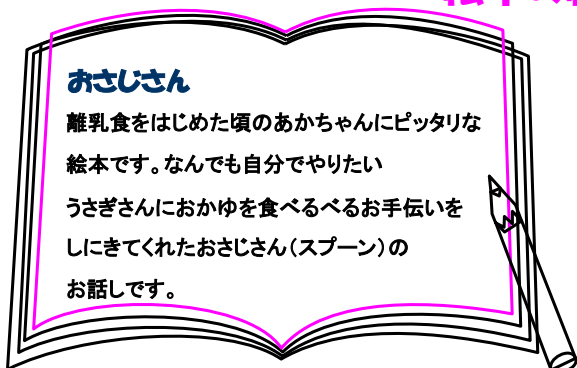 おさじさん
離乳食をはじめた頃のあかちゃんにピッタリな
絵本です。なんでも自分でやりたい
うさぎさんにおかゆを食べるべるお手伝いを
しにきてくれたおさじさん（スプーン）の
お話しです。